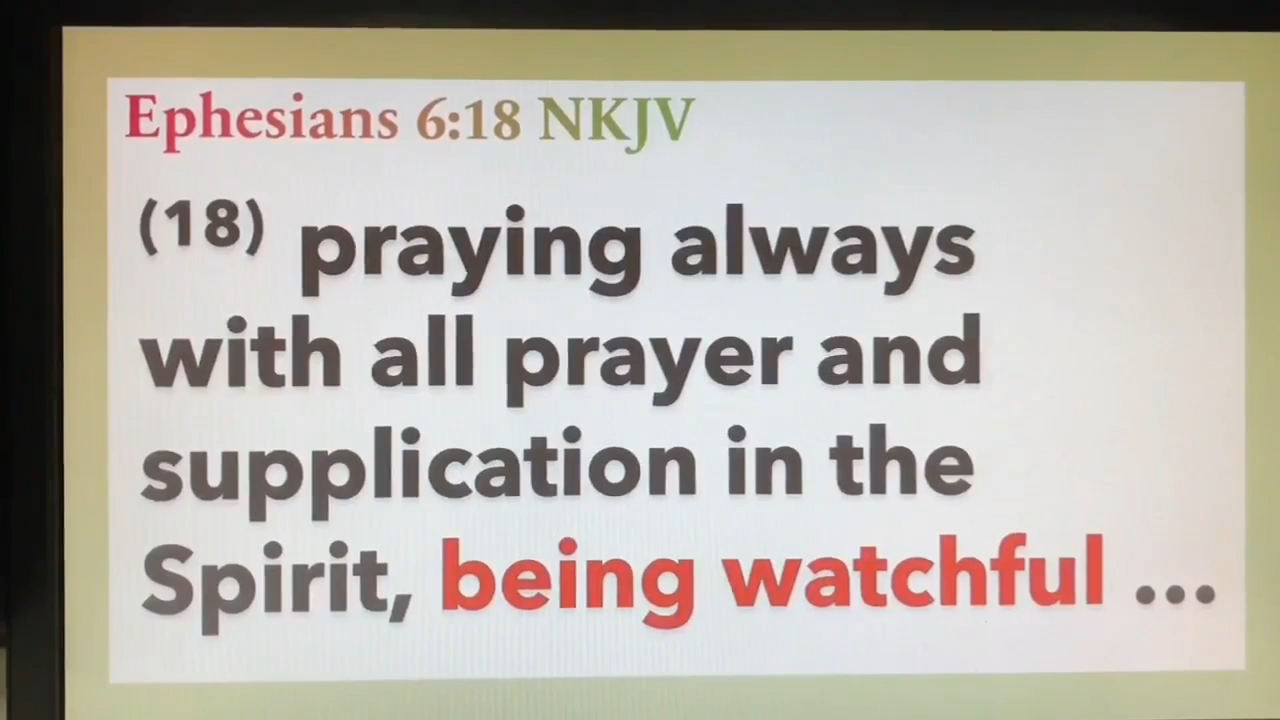 Ephesians 6:18 NKJV
(18) praying always
with all prayer and
supplication in the
Spirit, being watchful ...